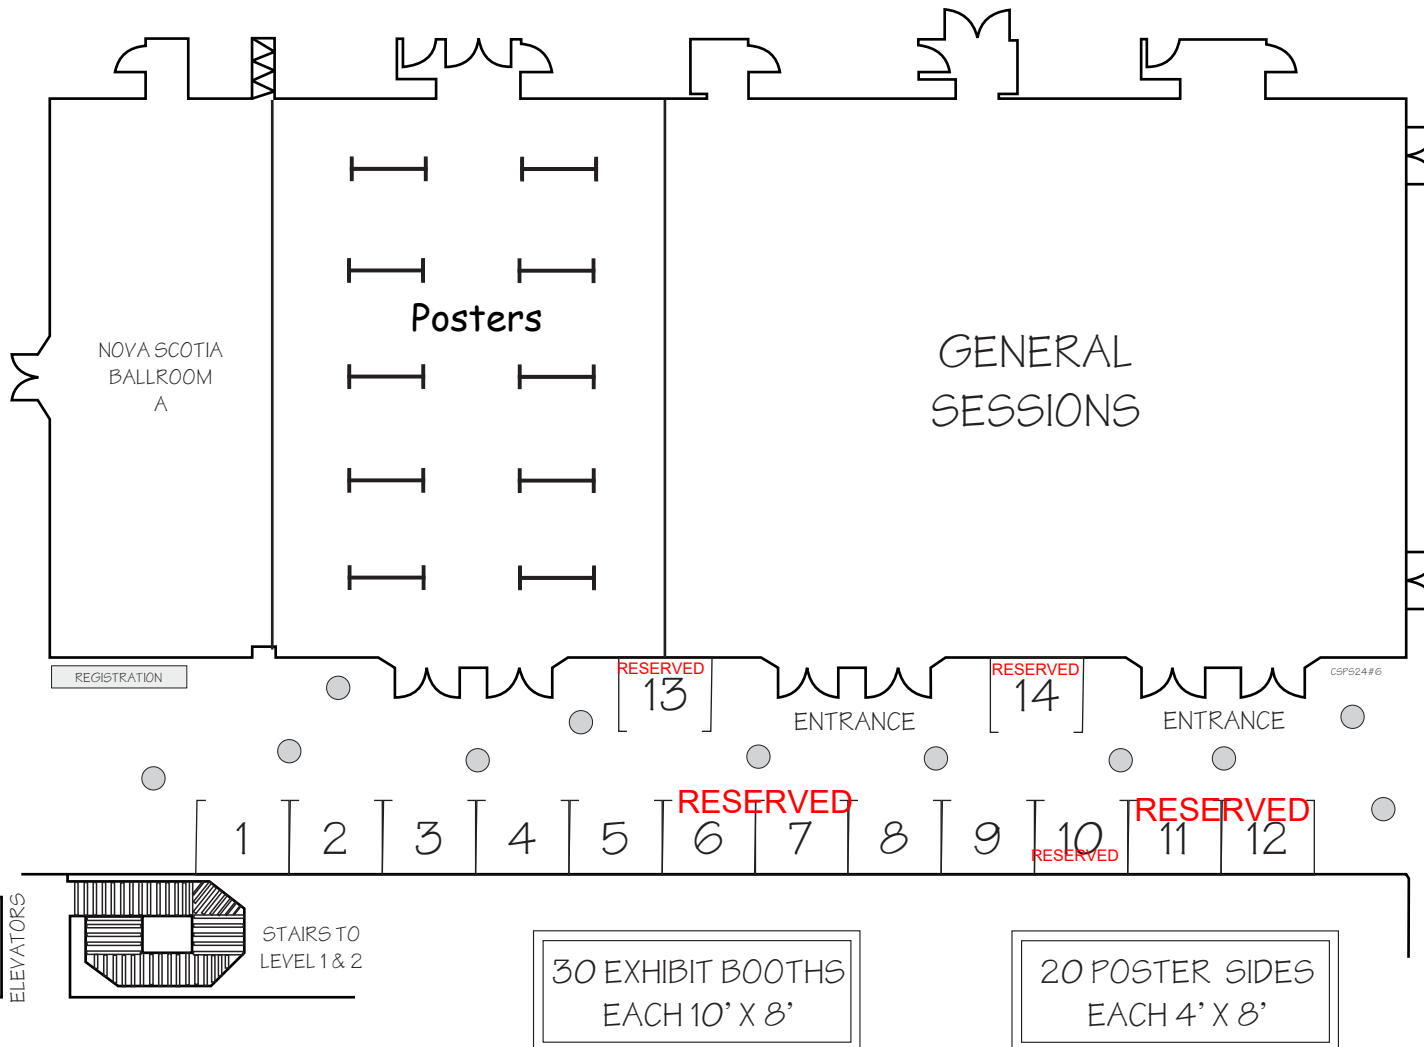 Posters
NOVA SCOTIA
BALLROOM
A
GENERAL
SESSIONS
REGISTRATION
RESERVED
13
ENTRANCE
RESERVED
14
ENTRANCE
CSPS24#6
RESERVED
RESERVED
1
2
3
4
5
6
7
8
9
10
11
12
RESERVED
ELEVATORS
STAIRS TO
LEVEL 1 & 2
30 EXHIBIT BOOTHS
EACH 10' X 8'
20 POSTER SIDES
EACH 4' X 8'